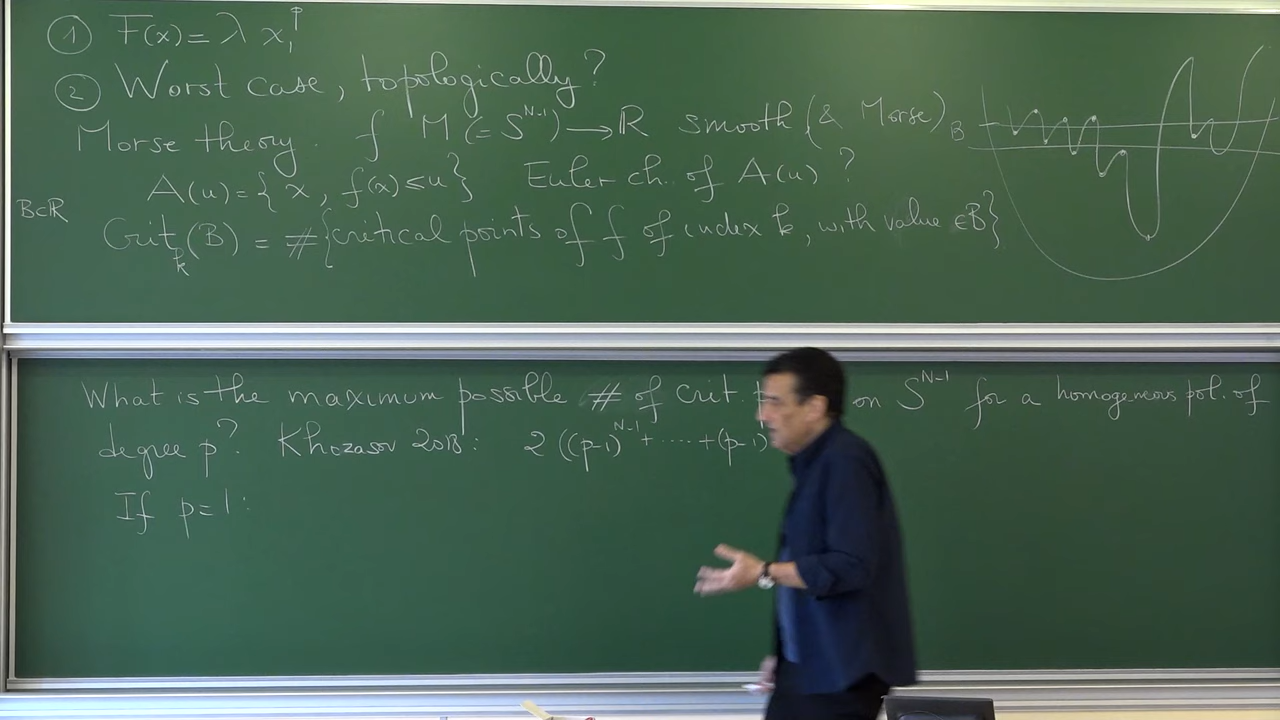 ① F(x) = λ x₁ᵖ
② Worst case, topologically?
Morse theory. f M (= S^{N-1}) → ℝ smooth (& Morse)
A(u) = {x, f(x) ≤ u} Euler ch. of A(u)?
B⊂ℝ
Crit_k(B) = #{critical points of f of index k, with value ∈B}
B
What is the maximum possible # of crit. on S^{N-1} for a homogeneous pol. of
degree p? 2((p-1)^{N-1} + ..... + (p-1)
If p=1: